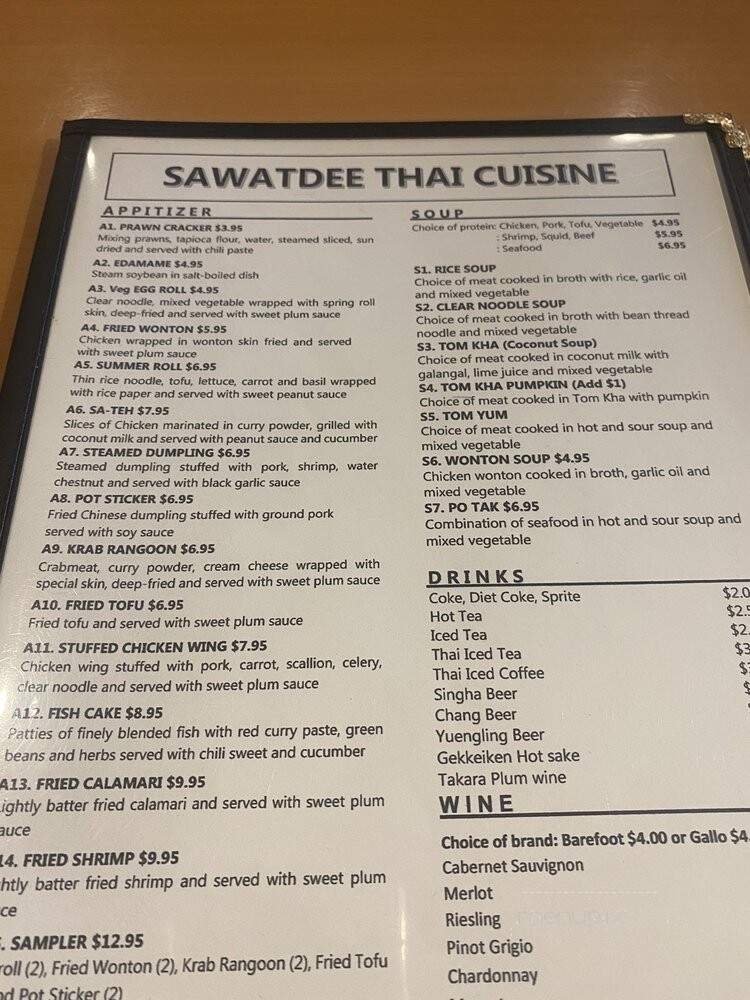 SAWATDEE THAI CUISINE
APPITIZER
A1. PRAWN CRACKER $3.95
Mixing prawns, tapioca flour, water, steamed sliced, sun
dried and served with chili paste
A2. EDAMAME $4.95
Steam soybean in salt-boiled dish
A3. Veg EGG ROLL $4.95
Clear noodle, mixed vegetable wrapped with spring roll
skin, deep-fried and served with sweet plum sauce
A4. FRIED WONTON $5.95
Chicken wrapped in wonton skin fried and served
with sweet plum sauce
A5. SUMMER ROLL $6.95
Thin rice noodle, tofu, lettuce, carrot and basil wrapped
with rice paper and served with sweet peanut sauce
A6. SA-TEH $7.95
Slices of Chicken marinated in curry powder, grilled with
coconut milk and served with peanut sauce and cucumber
A7. STEAMED DUMPLING $6.95
Steamed dumpling stuffed with pork, shrimp, water
chestnut and served with black garlic sauce
A8. POT STICKER $6.95
Fried Chinese dumpling stuffed with ground pork
served with soy sauce
A9. KRAB RANGOON $6.95
Crabmeat, curry powder, cream cheese wrapped with
special skin, deep-fried and served with sweet plum sauce
A10. FRIED TOFU $6.95
Fried tofu and served with sweet plum sauce
A11. STUFFED CHICKEN WING $7.95
Chicken wing stuffed with pork, carrot, scallion, celery,
clear noodle and served with sweet plum sauce
A12. FISH CAKE $8.95
Patties of finely blended fish with red curry paste, green
beans and herbs served with chili sweet and cucumber
A13. FRIED CALAMARI $9.95
ightly batter fried calamari and served with sweet plum
auce
14. FRIED SHRIMP $9.95
htly batter fried shrimp and served with sweet plum
ce
. SAMPLER $12.95
roll (2), Fried Wonton (2), Krab Rangoon (2), Fried Tofu
nd Pot Sticker (2)
SOUP
Choice of protein: Chicken, Pork, Tofu, Vegetable $4.95
: Shrimp, Squid, Beef $5.95
: Seafood $6.95
S1. RICE SOUP
Choice of meat cooked in broth with rice, garlic oil
and mixed vegetable
S2. CLEAR NOODLE SOUP
Choice of meat cooked in broth with bean thread
noodle and mixed vegetable
S3. TOM KHA (Coconut Soup)
Choice of meat cooked in coconut milk with
galangal, lime juice and mixed vegetable
S4. TOM KHA PUMPKIN (Add $1)
Choice of meat cooked in Tom Kha with pumpkin
S5. TOM YUM
Choice of meat cooked in hot and sour soup and
mixed vegetable
S6. WONTON SOUP $4.95
Chicken wonton cooked in broth, garlic oil and
mixed vegetable
S7. PO TAK $6.95
Combination of seafood in hot and sour soup and
mixed vegetable
DRINKS
Coke, Diet Coke, Sprite $2.0
Hot Tea $2.5
Iced Tea $2.
Thai Iced Tea $3
Thai Iced Coffee $
Singha Beer $
Chang Beer
Yuengling Beer
Gekkeiken Hot sake
Takara Plum wine
WINE
Choice of brand: Barefoot $4.00 or Gallo $4.
Cabernet Sauvignon
Merlot
Riesling
Pinot Grigio
Chardonnay